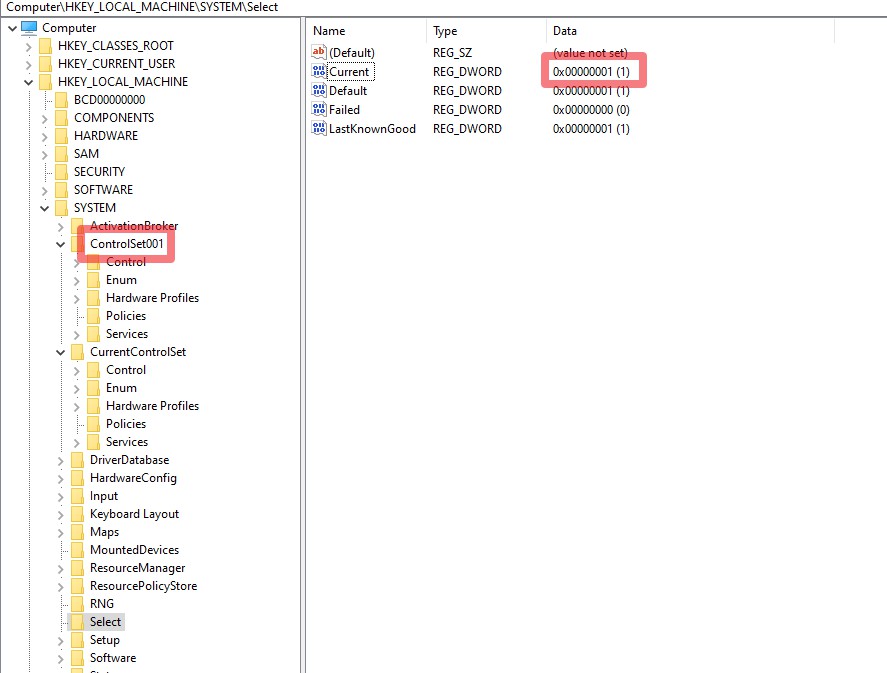 Computer\HKEY_LOCAL_MACHINE\SYSTEM\Select
Computer
HKEY_CLASSES_ROOT
HKEY_CURRENT_USER
HKEY_LOCAL_MACHINE
BCD00000000
COMPONENTS
HARDWARE
SAM
SECURITY
SOFTWARE
SYSTEM
ActivationBroker
ControlSet001
Control
Enum
Hardware Profiles
Policies
Services
CurrentControlSet
Control
Enum
Hardware Profiles
Policies
Services
DriverDatabase
HardwareConfig
Input
Keyboard Layout
Maps
MountedDevices
ResourceManager
ResourcePolicyStore
RNG
Select
Setup
Software
Name Type Data
(Default) REG_SZ (value not set)
Current REG_DWORD 0x00000001 (1)
Default REG_DWORD 0x00000001 (1)
Failed REG_DWORD 0x00000000 (0)
LastKnownGood REG_DWORD 0x00000001 (1)